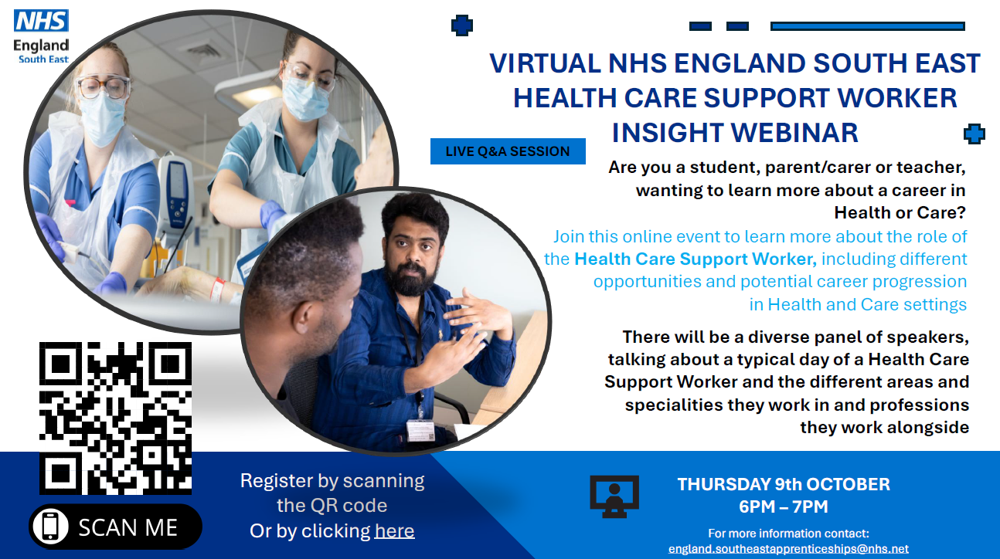 NHS
England
South East
VIRTUAL NHS ENGLAND SOUTH EAST
HEALTH CARE SUPPORT WORKER
INSIGHT WEBINAR
LIVE Q&A SESSION
Are you a student, parent/carer or teacher,
wanting to learn more about a career in
Health or Care?
Join this online event to learn more about the role of
the Health Care Support Worker, including different
opportunities and potential career progression
in Health and Care settings
There will be a diverse panel of speakers,
talking about a typical day of a Health Care
Support Worker and the different areas and
specialities they work in and professions
they work alongside
SCAN ME
Register by scanning
the QR code
Or by clicking here
THURSDAY 9th OCTOBER
6PM – 7PM
For more information contact:
england.southeastapprenticeships@nhs.net